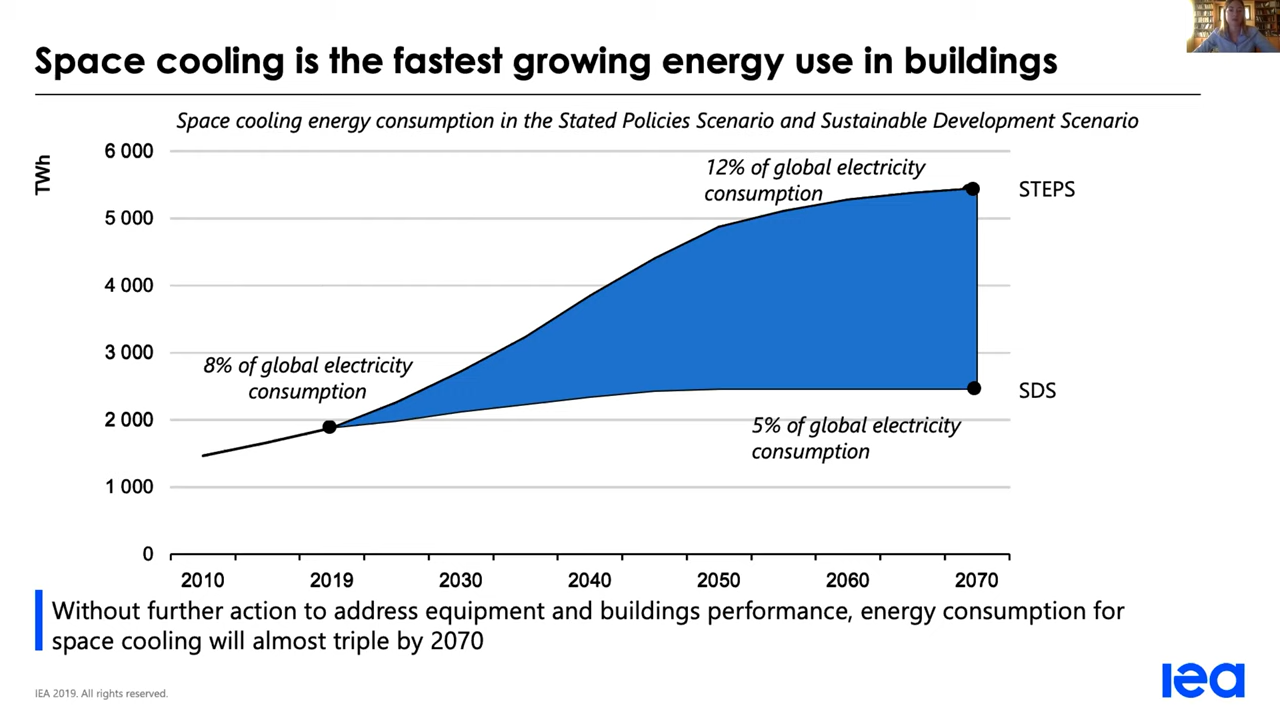 Space cooling is the fastest growing energy use in buildings
Space cooling energy consumption in the Stated Policies Scenario and Sustainable Development Scenario
TWh
6 000
5 000
4 000
3 000
2 000
1 000
0
12% of global electricity
consumption
STEPS
8% of global electricity
consumption
SDS
5% of global electricity
consumption
2010 2019 2030 2040 2050 2060 2070
Without further action to address equipment and buildings performance, energy consumption for
space cooling will almost triple by 2070
IEA 2019. All rights reserved.
iea